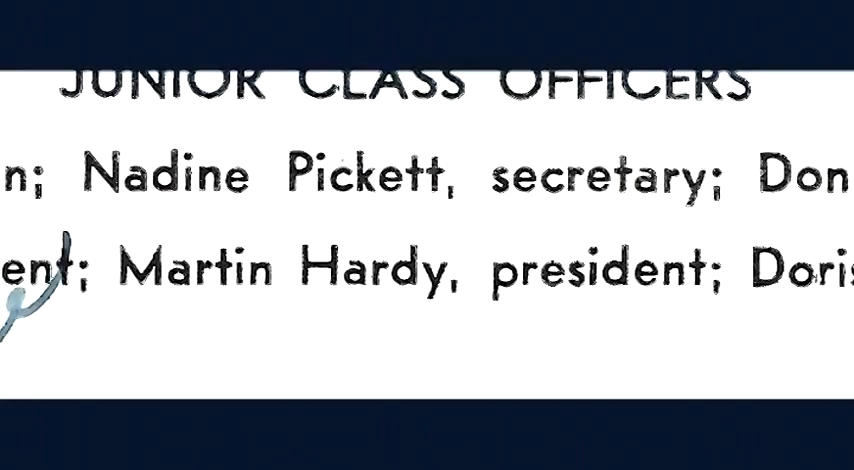 JUNIOR CLASS OFFICERS
n; Nadine Pickett, secretary; Don
ent; Martin Hardy, president; Doris